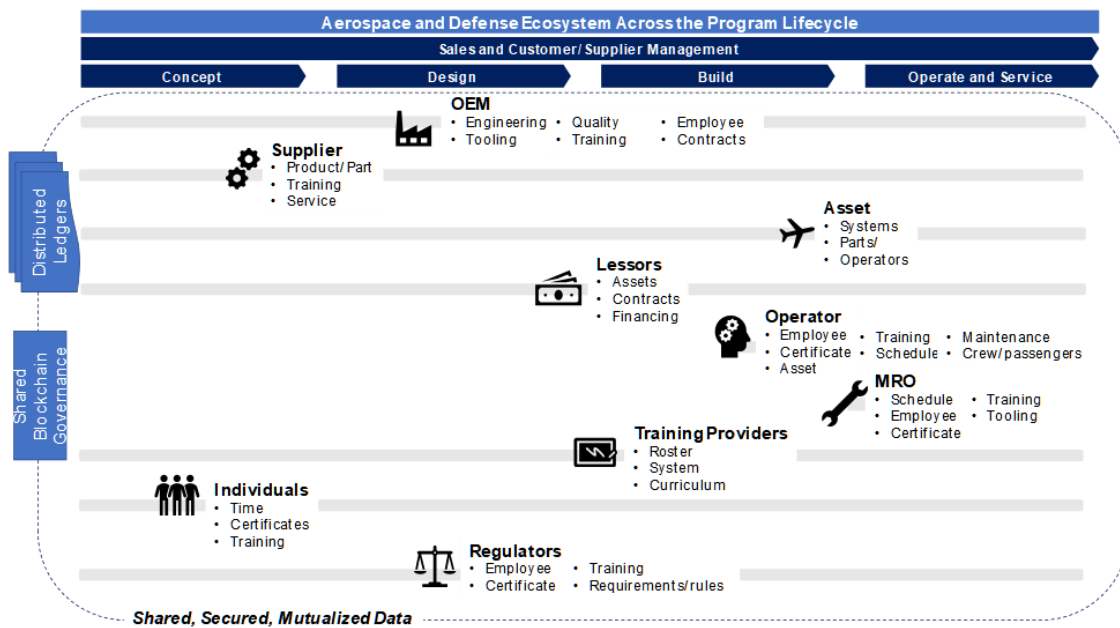 Aerospace and Defense Ecosystem Across the Program Lifecycle
Sales and Customer/ Supplier Management
Concept
Design
Build
Operate and Service
OEM
• Engineering • Quality • Employee
• Tooling • Training • Contracts
Supplier
• Product/ Part
• Training
• Service
Distributed
Ledgers
Asset
• Systems
• Parts/
• Operators
Lessors
• Assets
• Contracts
• Financing
Operator
• Employee • Training • Maintenance
• Certificate • Schedule • Crew/passengers
• Asset
Shared
Blockchain
Governance
MRO
• Schedule • Training
• Employee • Tooling
• Certificate
Training Providers
• Roster
• System
• Curriculum
Individuals
• Time
• Certificates
• Training
Regulators
• Employee • Training
• Certificate • Requirements/rules
Shared, Secured, Mutualized Data